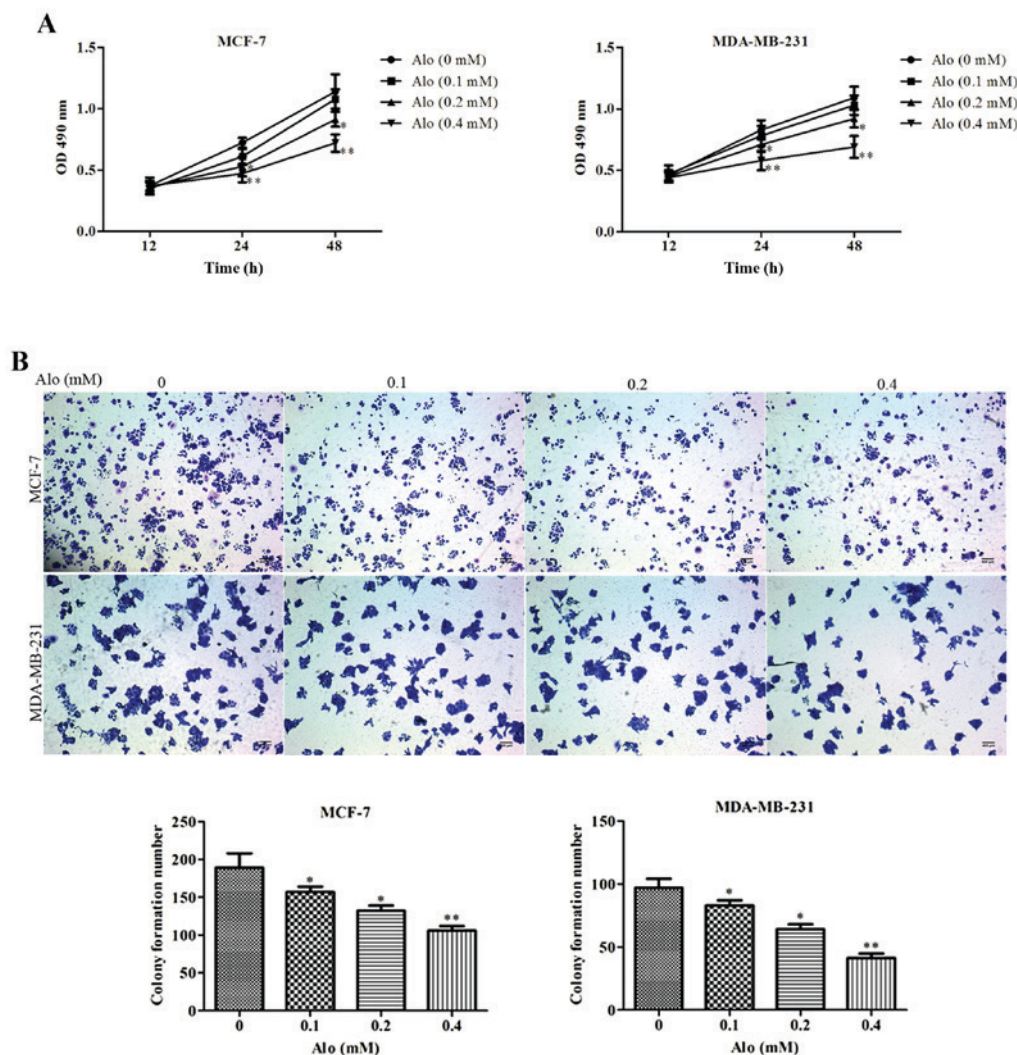 A
MCF-7
1.5
1.0
0.5
0.0
OD 490 nm
12 24 48
Time (h)
Alo (0 mM)
Alo (0.1 mM)
Alo (0.2 mM)
Alo (0.4 mM)
*
**
*
**
MDA-MB-231
1.5
1.0
0.5
0.0
OD 490 nm
12 24 48
Time (h)
Alo (0 mM)
Alo (0.1 mM)
Alo (0.2 mM)
Alo (0.4 mM)
*
**
*
**
B
Alo (mM) 0 0.1 0.2 0.4
MCF-7
MDA-MB-231
MCF-7
250
200
150
100
50
0
Colony formation number
* * **
0 0.1 0.2 0.4
Alo (mM)
MDA-MB-231
150
100
50
0
Colony formation number
* * **
0 0.1 0.2 0.4
Alo (mM)